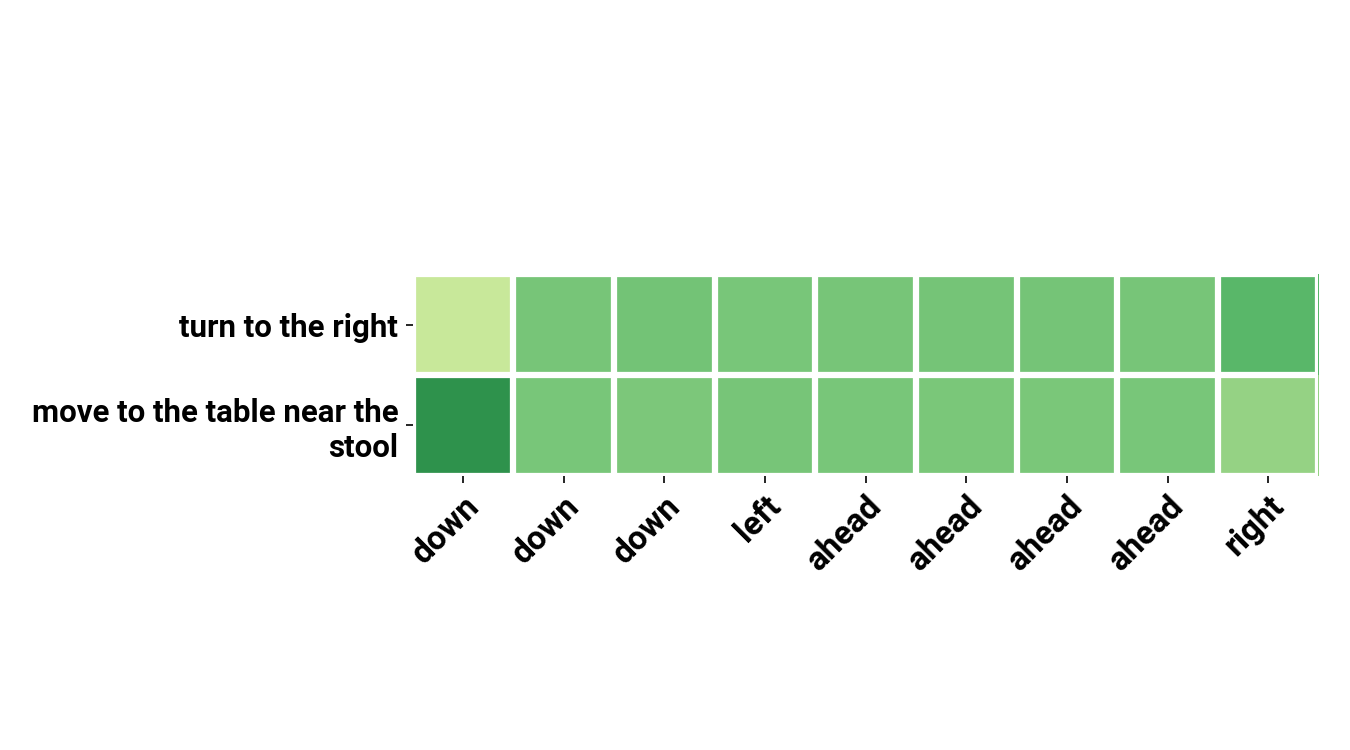 turn to the right
move to the table near the
stool
down
down
down
left
ahead
ahead
ahead
ahead
right